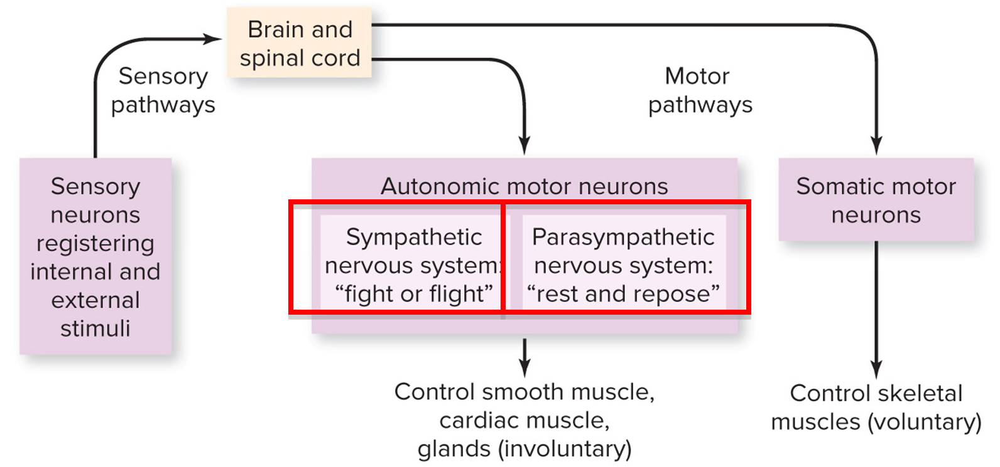 Brain and
spinal cord
Sensory
pathways
Motor
pathways
Sensory
neurons
registering
internal and
external
stimuli
Autonomic motor neurons
Sympathetic
nervous system:
“fight or flight”
Parasympathetic
nervous system:
“rest and repose”
Somatic motor
neurons
Control smooth muscle,
cardiac muscle,
glands (involuntary)
Control skeletal
muscles (voluntary)